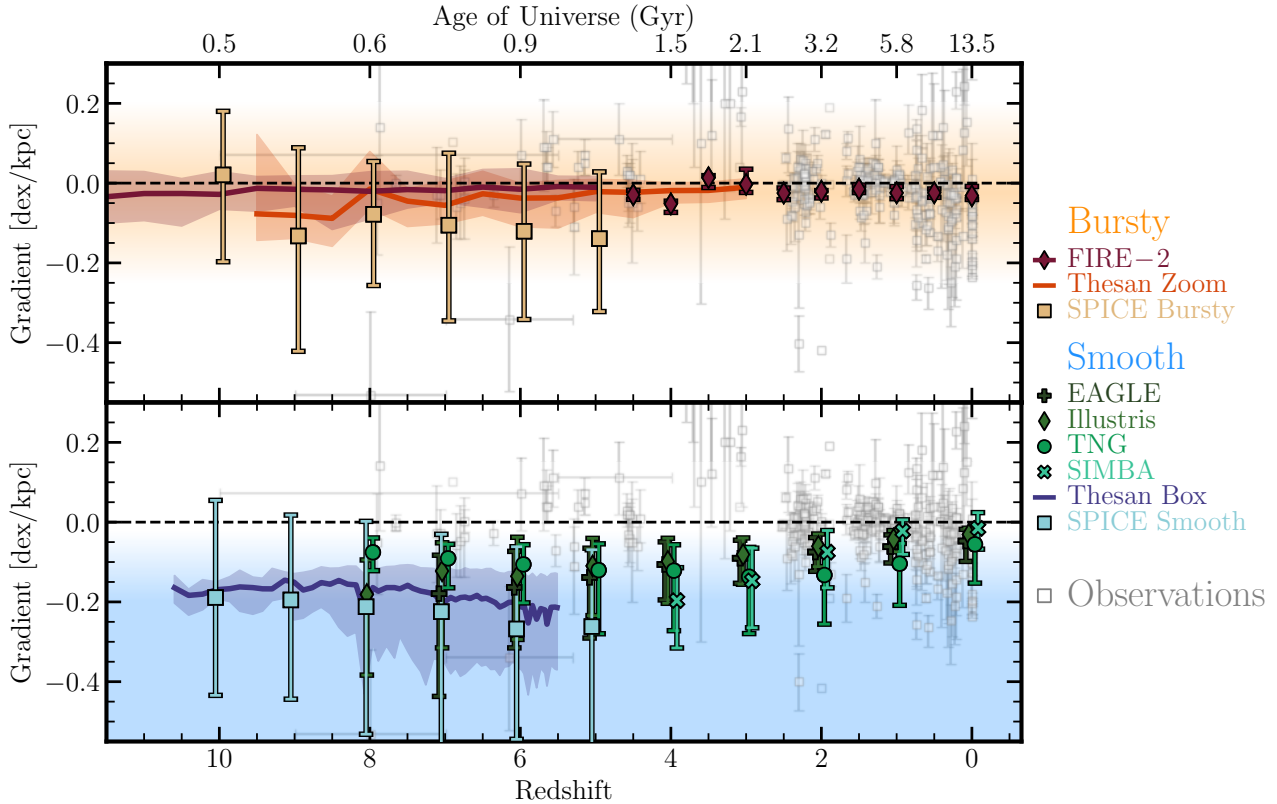 Age of Universe (Gyr)
0.5 0.6 0.9 1.5 2.1 3.2 5.8 13.5
Gradient [dex/kpc]
0.2
0.0
−0.2
−0.4
Bursty
FIRE−2
Thesan Zoom
SPICE Bursty
Smooth
EAGLE
Illustris
TNG
SIMBA
Thesan Box
SPICE Smooth
Observations
Gradient [dex/kpc]
0.2
0.0
−0.2
−0.4
10 8 6 4 2 0
Redshift